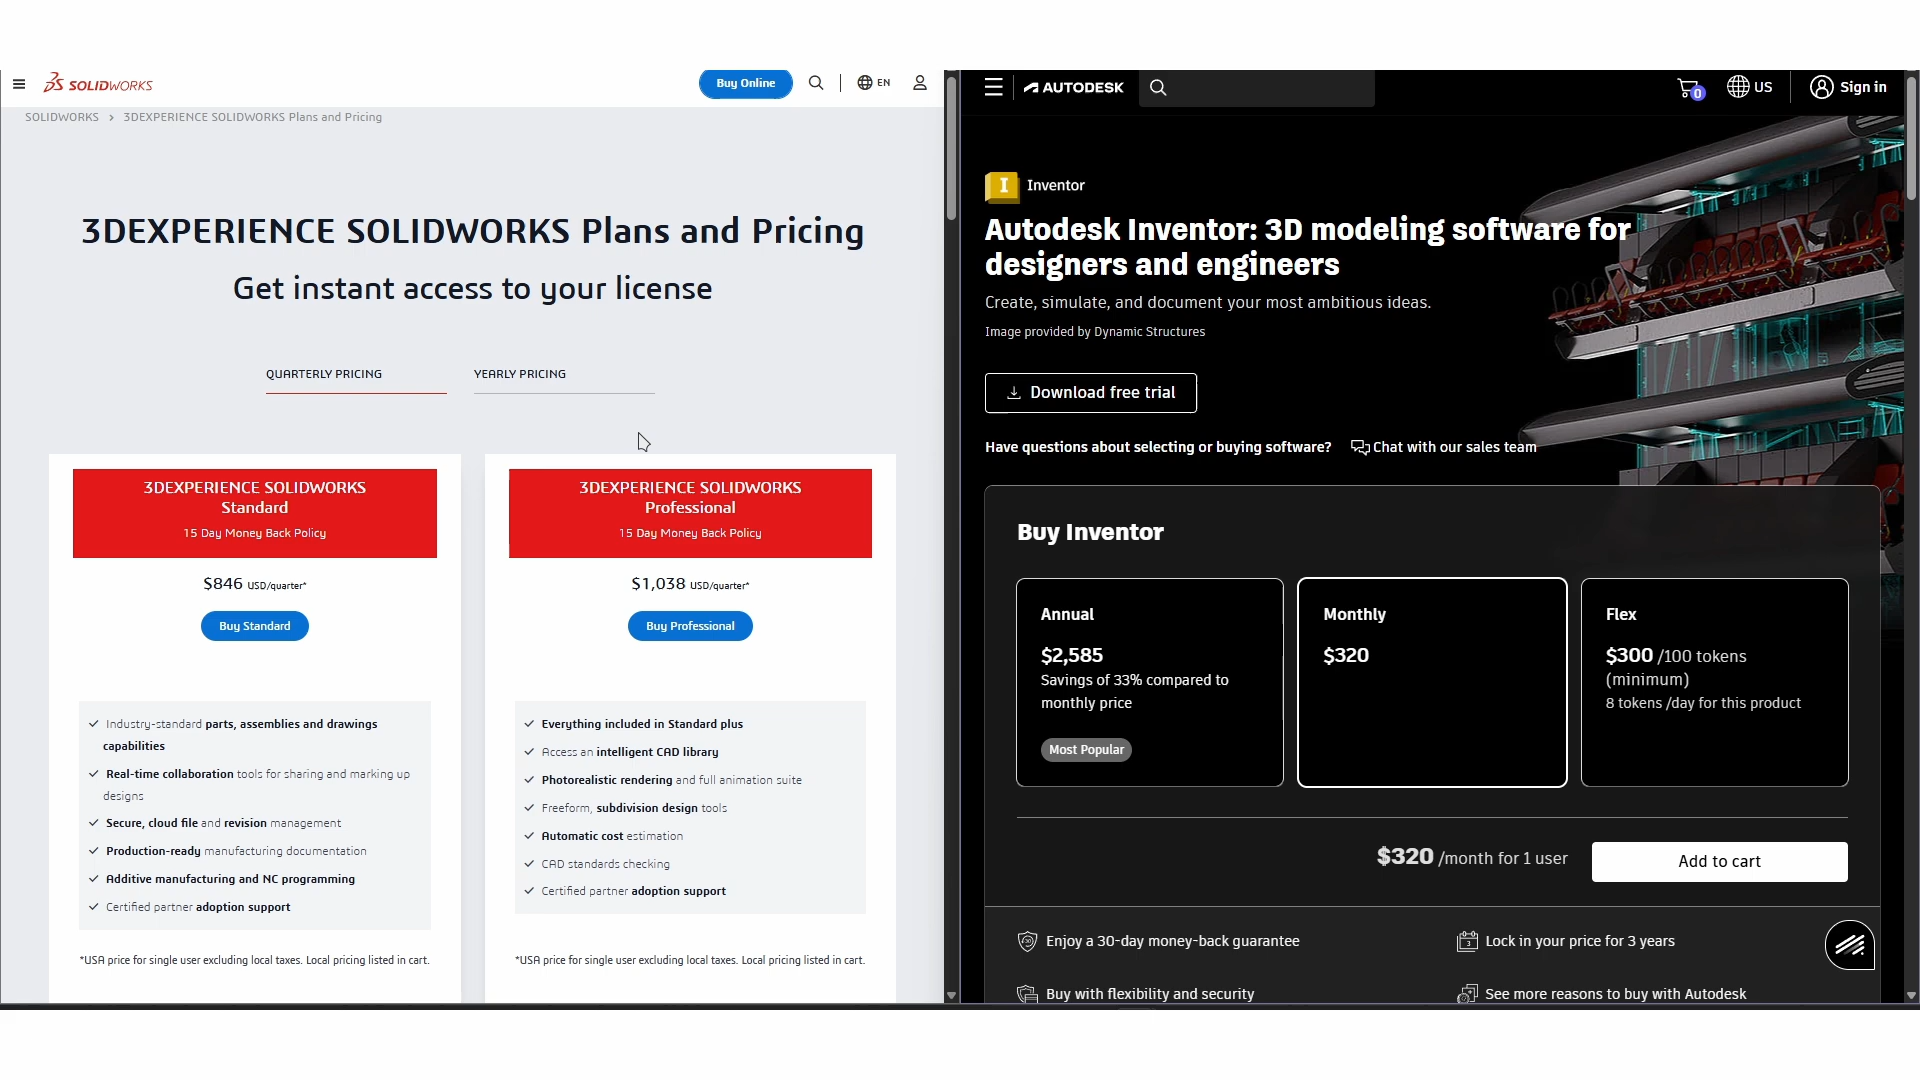 SOLIDWORKS
Buy Online
EN
SOLIDWORKS > 3DEXPERIENCE SOLIDWORKS Plans and Pricing
3DEXPERIENCE SOLIDWORKS Plans and Pricing
Get instant access to your license
QUARTERLY PRICING
YEARLY PRICING
3DEXPERIENCE SOLIDWORKS
Standard
15 Day Money Back Policy
$846 USD/quarter*
Buy Standard
Industry-standard parts, assemblies and drawings
capabilities
Real-time collaboration tools for sharing and marking up
designs
Secure, cloud file and revision management
Production-ready manufacturing documentation
Additive manufacturing and NC programming
Certified partner adoption support
*USA price for single user excluding local taxes. Local pricing listed in cart.
3DEXPERIENCE SOLIDWORKS
Professional
15 Day Money Back Policy
$1,038 USD/quarter*
Buy Professional
Everything included in Standard plus
Access an intelligent CAD library
Photorealistic rendering and full animation suite
Freeform, subdivision design tools
Automatic cost estimation
CAD standards checking
Certified partner adoption support
*USA price for single user excluding local taxes. Local pricing listed in cart.
AUTODESK
0
US
Sign in
I
Inventor
Autodesk Inventor: 3D modeling software for
designers and engineers
Create, simulate, and document your most ambitious ideas.
Image provided by Dynamic Structures
Download free trial
Have questions about selecting or buying software?
Chat with our sales team
Buy Inventor
Annual
$2,585
Savings of 33% compared to
monthly price
Most Popular
Monthly
$320
Flex
$300 /100 tokens
(minimum)
8 tokens /day for this product
$320 /month for 1 user
Add to cart
Enjoy a 30-day money-back guarantee
Lock in your price for 3 years
Buy with flexibility and security
See more reasons to buy with Autodesk